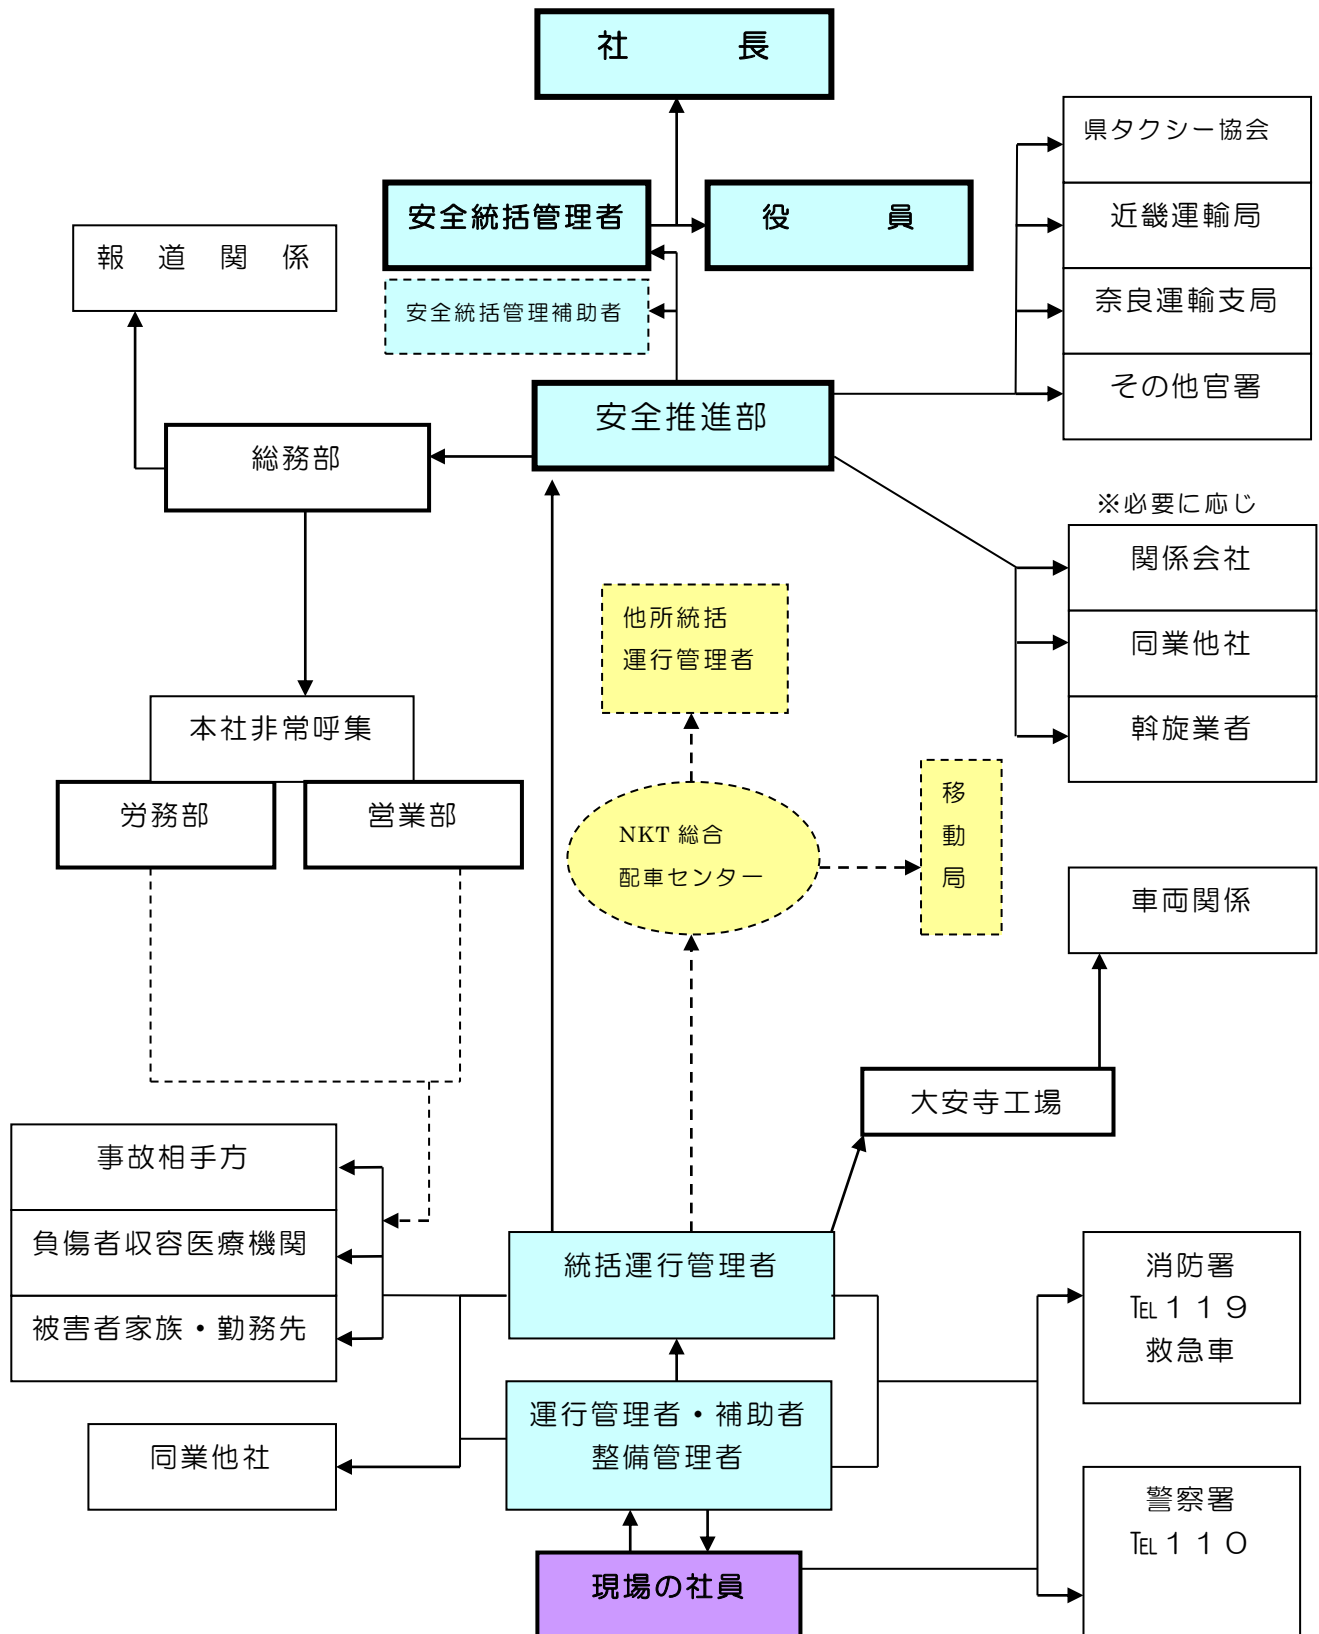 社　　　長
県タクシー協会
安全統括管理者
役　　　員
近畿運輸局
報　道　関　係
奈良運輸支局
安全統括管理補助者
その他官署
安全推進部
総務部
※必要に応じ
関係会社
他所統括
運行管理者
同業他社
斡旋業者
本社非常呼集
労務部
営業部
移
動
局
NKT 総合
配車センター
車両関係
大安寺工場
事故相手方
負傷者収容医療機関
被害者家族・勤務先
統括運行管理者
消防署
℡１１９
救急車
運行管理者・補助者
整備管理者
同業他社
警察署
℡１１０
現場の社員